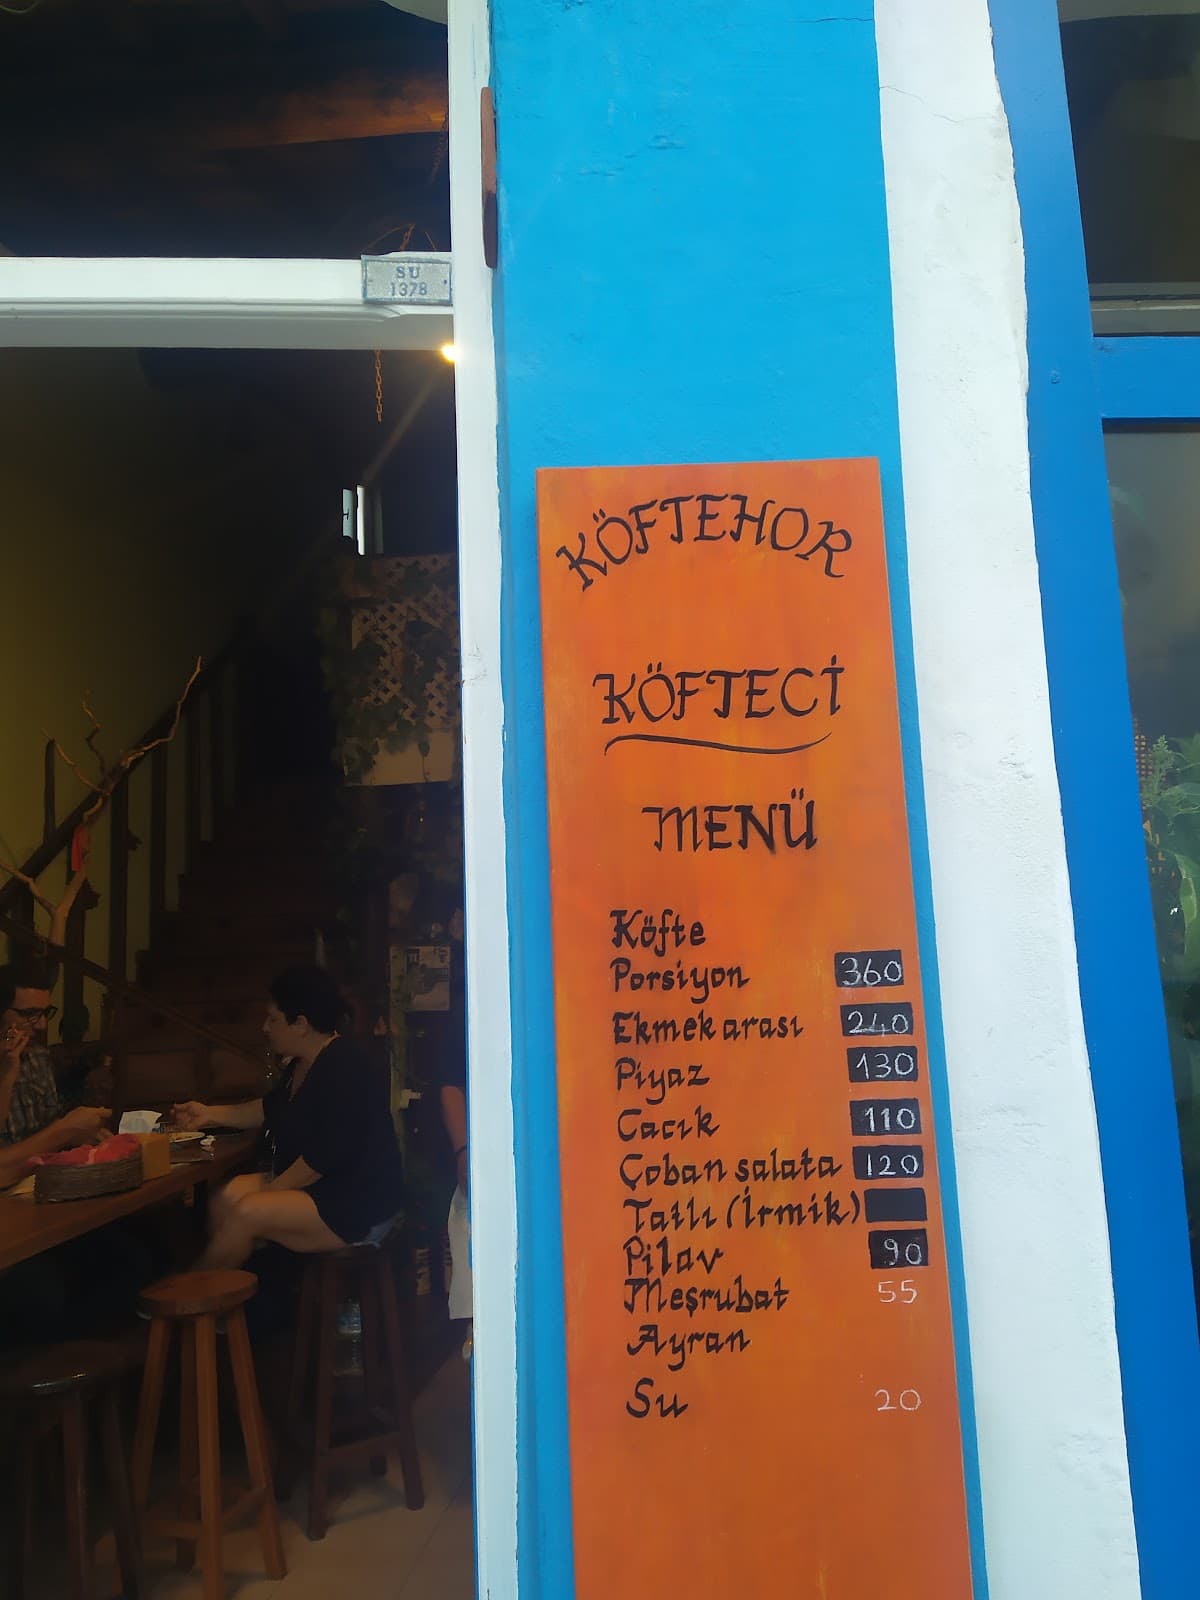 SU
1378
KÖFTEHOR
KÖFTECİ
MENÜ
Köfte
Porsiyon 360
Ekmek arası 240
Piyaz 130
Cacık 110
Çoban salata 120
Tatlı (İrmik)
Pilav 90
Meşrubat 55
Ayran
Su 20